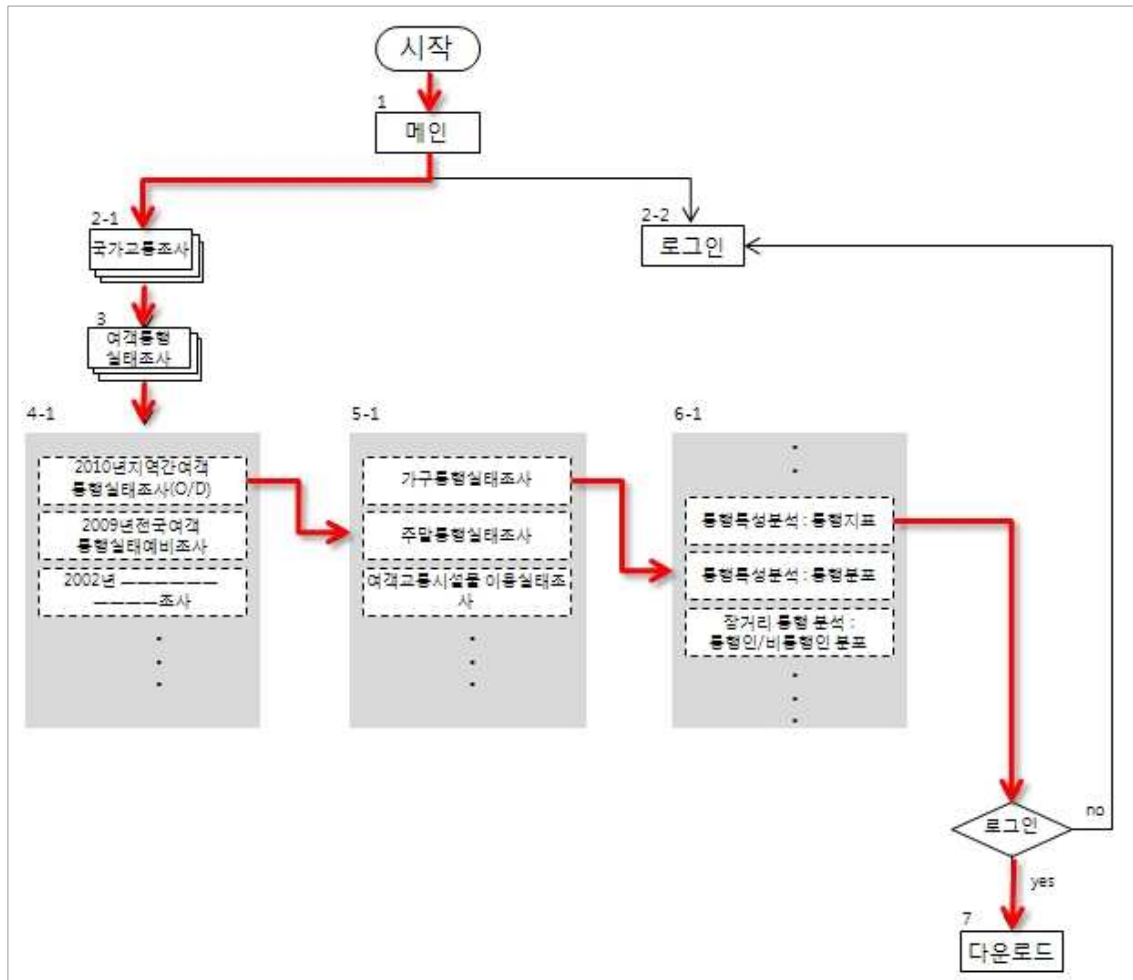 시작
1
메인
2-1
국가교통조사
2-2
로그인
3
여객통행
실태조사
4-1
2010년지역간여객
통행실태조사(O/D)
2009년전국여객
통행실태예비조사
2002년 ——————
————조사
5-1
가구통행실태조사
주말통행실태조사
여객교통시설물 이용실태조
사
6-1
통행특성분석 : 통행지표
통행특성분석 : 통행분포
장거리 통행 분석 :
통행인/비통행인 분포
로그인
no
yes
7
다운로드